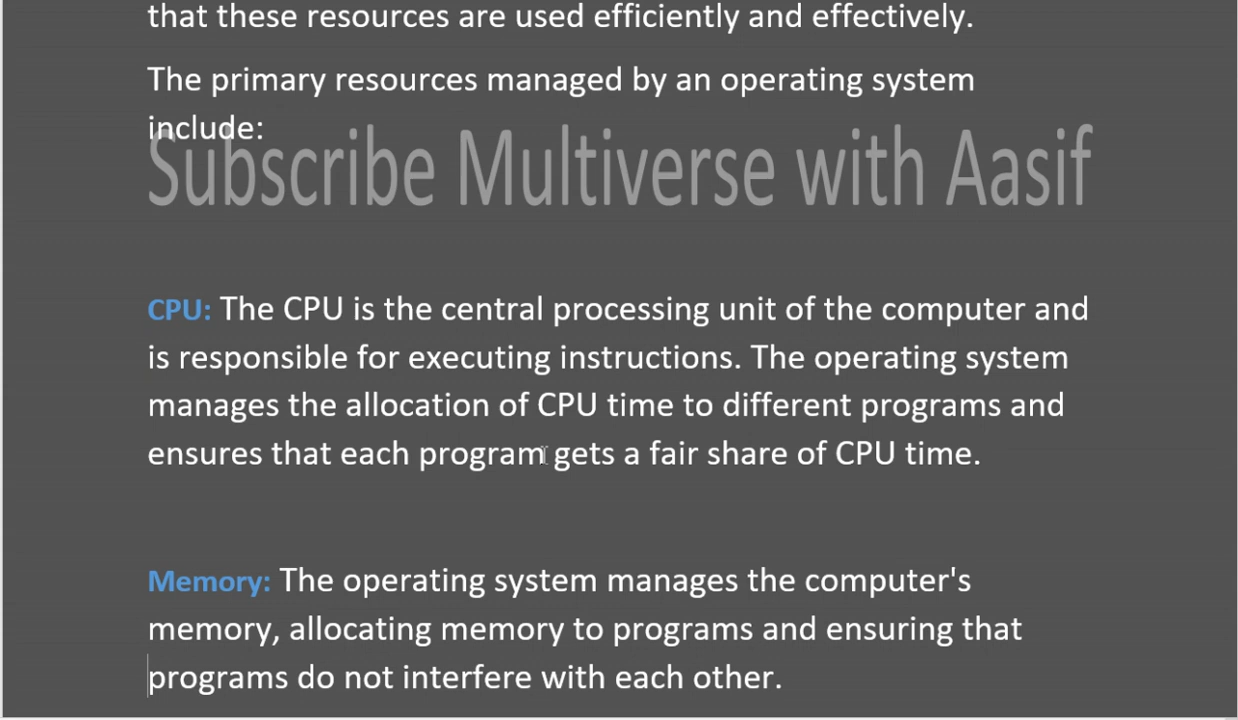 that these resources are used efficiently and effectively.
The primary resources managed by an operating system
include:
Subscribe Multiverse with Aasif
CPU: The CPU is the central processing unit of the computer and
is responsible for executing instructions. The operating system
manages the allocation of CPU time to different programs and
ensures that each program gets a fair share of CPU time.
Memory: The operating system manages the computer's
memory, allocating memory to programs and ensuring that
programs do not interfere with each other.